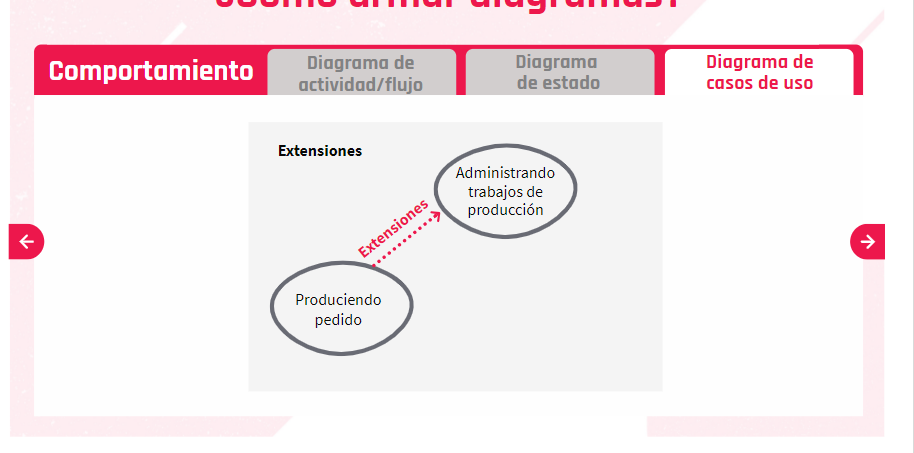 Comportamiento
Diagrama de
actividad/flujo
Diagrama
de estado
Diagrama de
casos de uso
Extensiones
Administrando
trabajos de
producción
Extensiones
Produciendo
pedido